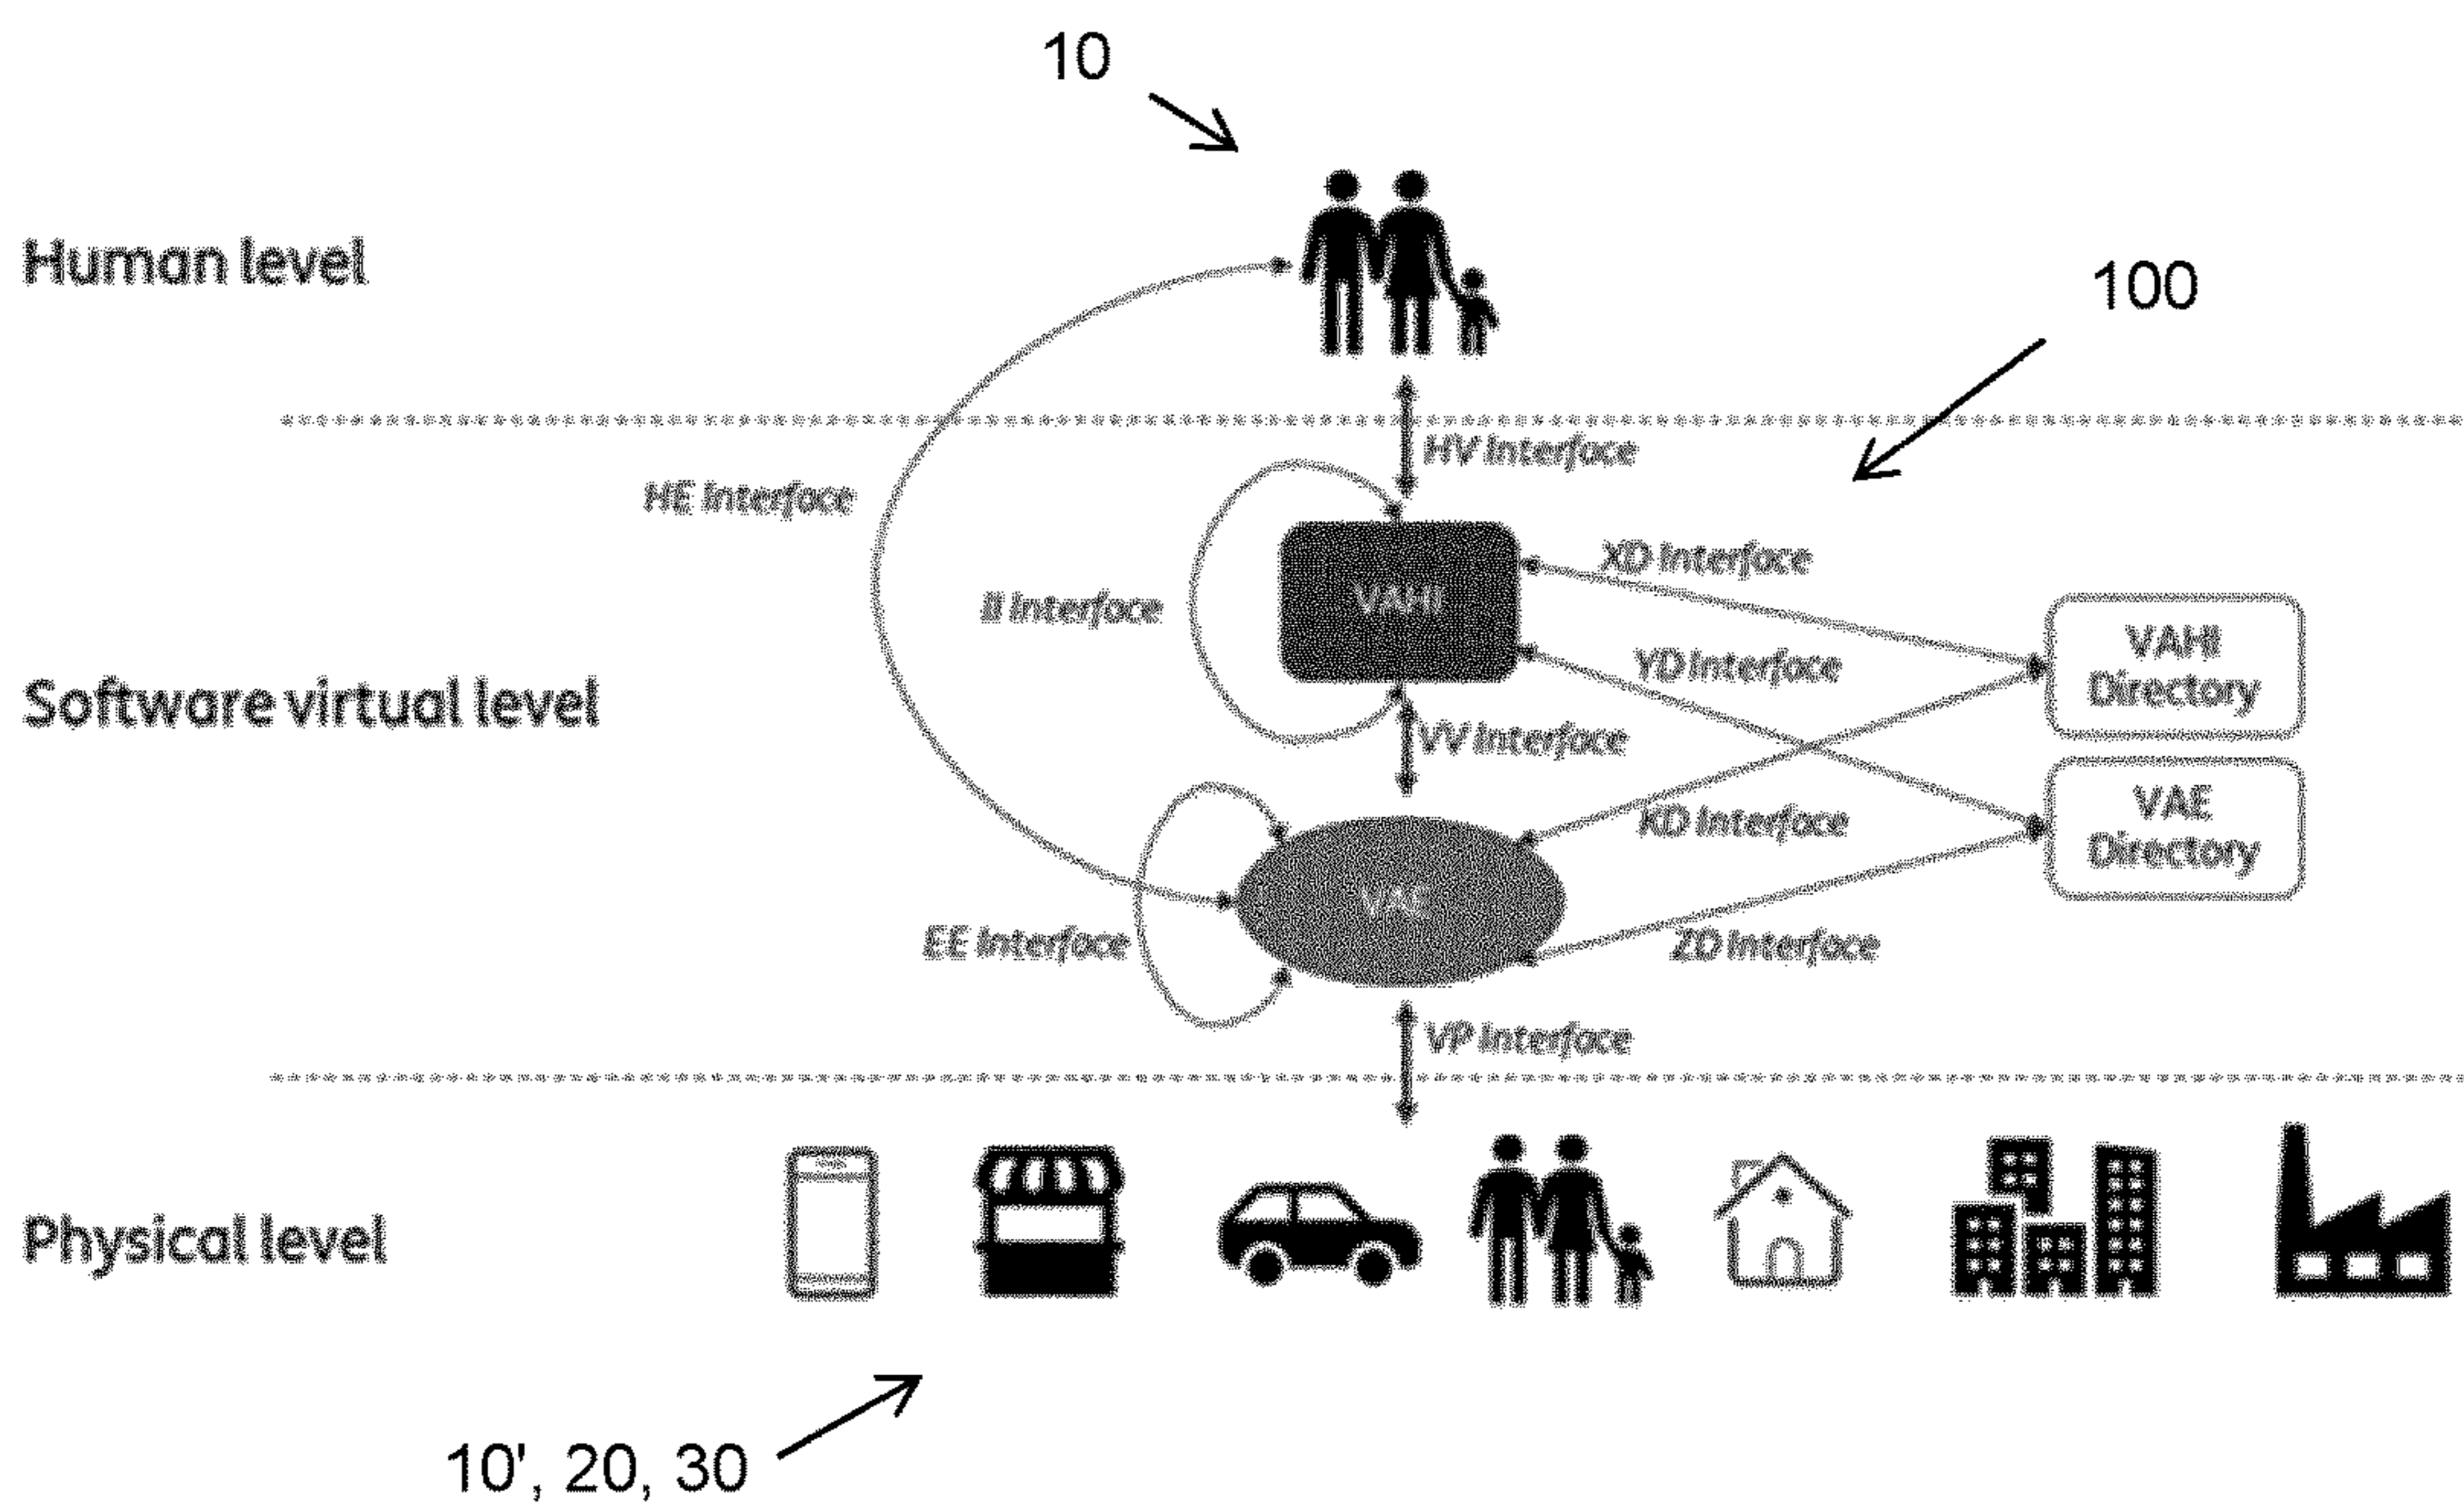 10
Human level
100
HV Interface
HE Interface
XD Interface
II Interface
VAHI
VAHI
Directory
YD Interface
Software virtual level
VV Interface
VAE
Directory
KD Interface
VAE
EE Interface
ZD Interface
VP Interface
Physical level
10', 20, 30